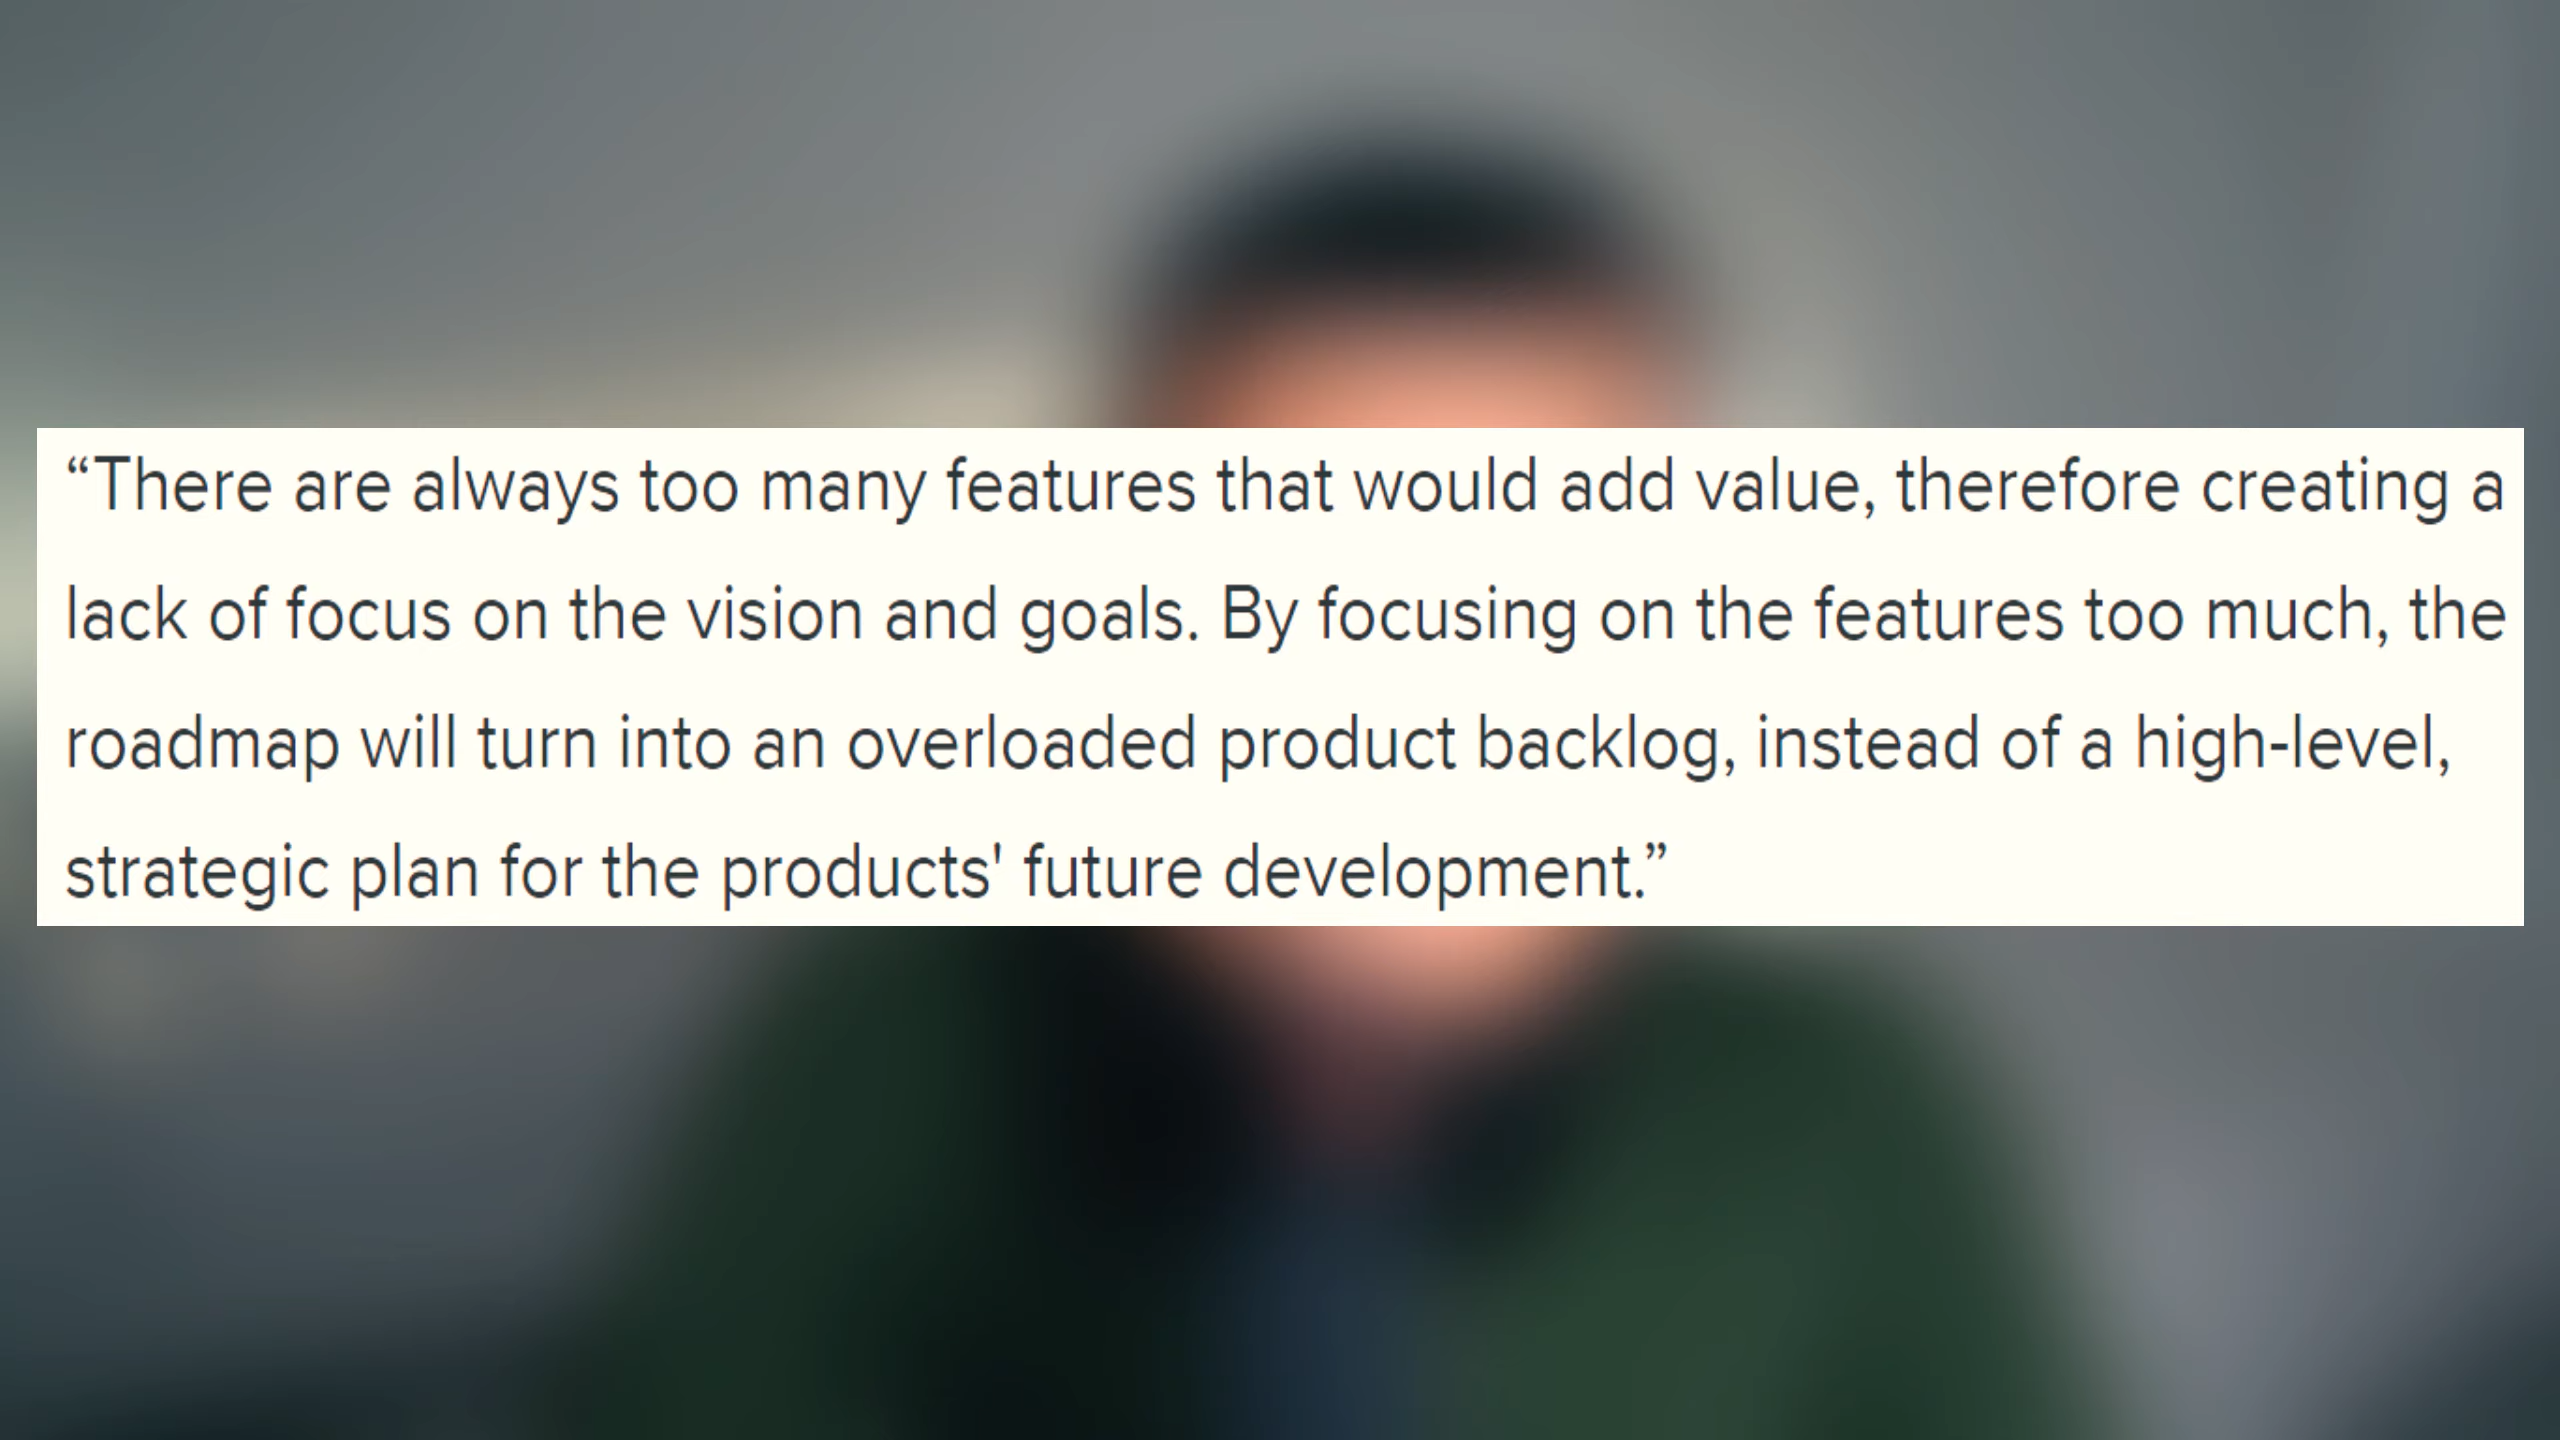 “There are always too many features that would add value, therefore creating a
lack of focus on the vision and goals. By focusing on the features too much, the
roadmap will turn into an overloaded product backlog, instead of a high-level,
strategic plan for the products' future development.”